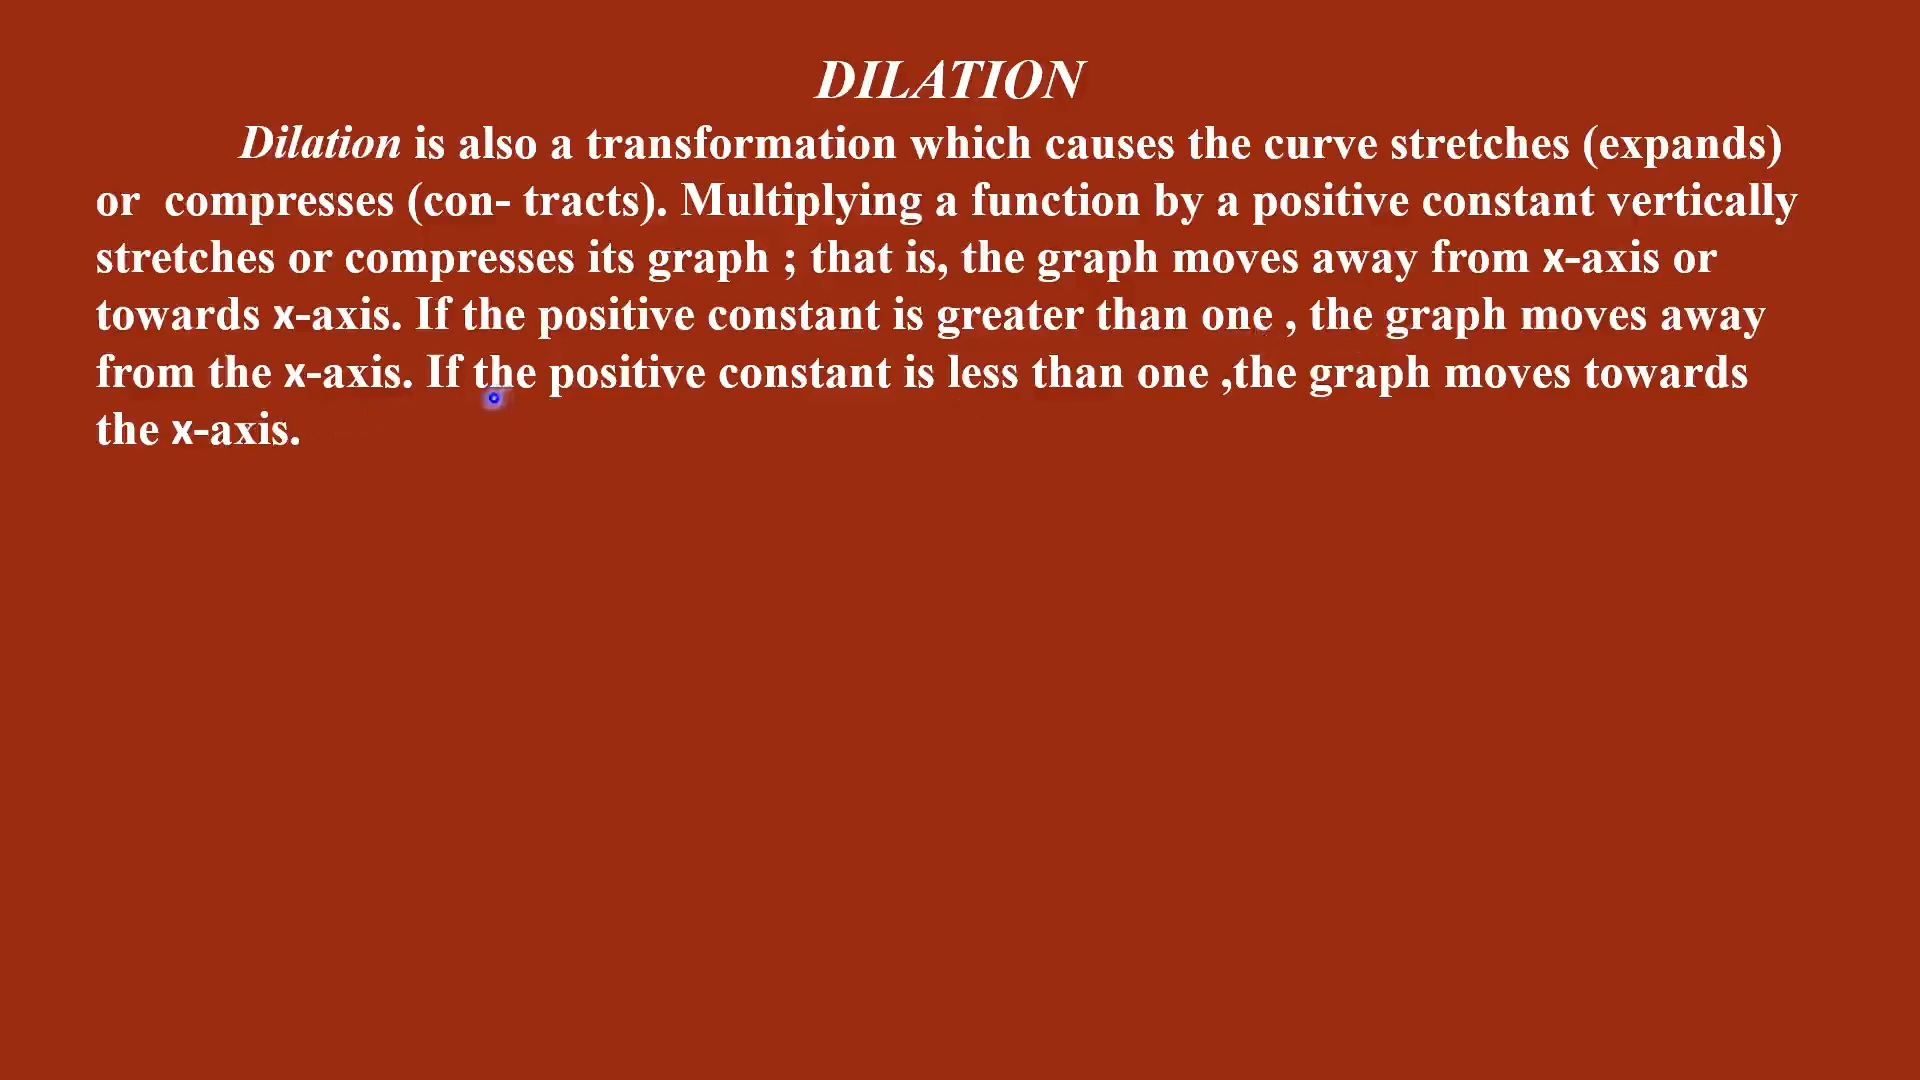 DILATION
Dilation is also a transformation which causes the curve stretches (expands)
or compresses (con- tracts). Multiplying a function by a positive constant vertically
stretches or compresses its graph ; that is, the graph moves away from x-axis or
towards x-axis. If the positive constant is greater than one , the graph moves away
from the x-axis. If the positive constant is less than one ,the graph moves towards
the x-axis.